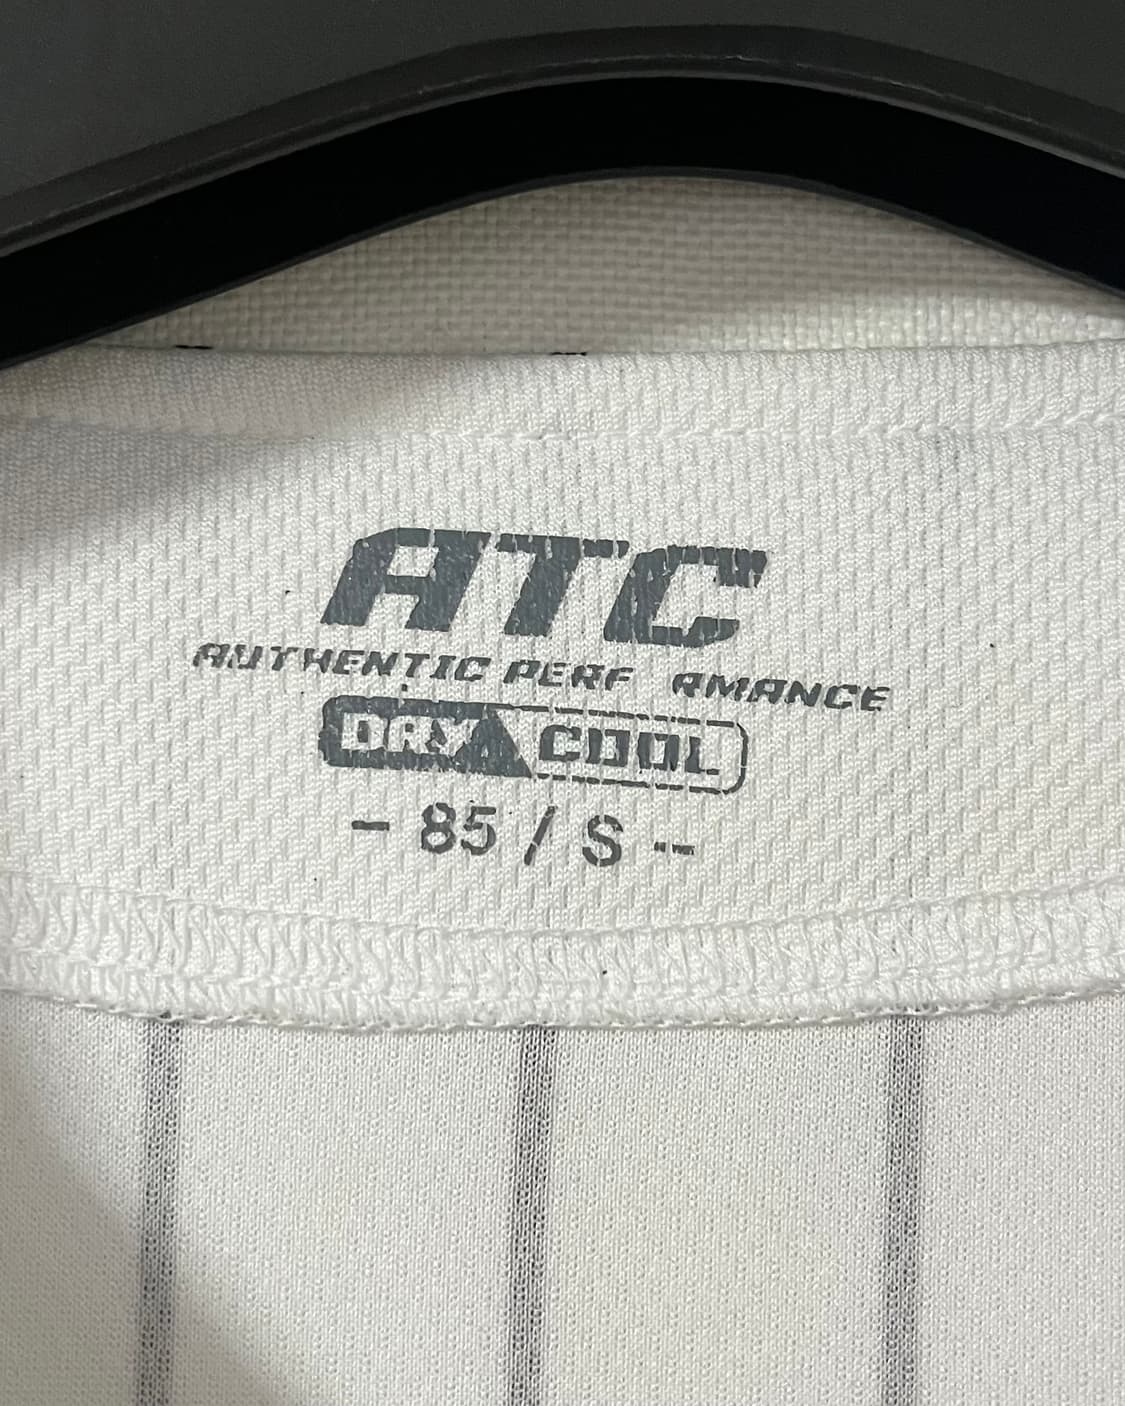 ATC
AUTHENTIC PERF RMANCE
DRY COOL
- 85 / S -